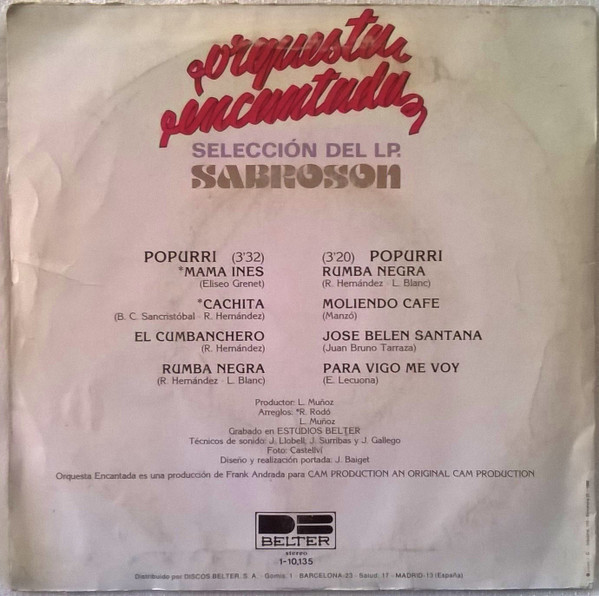 orquesta
encantada
SELECCIÓN DEL LP.
SABROSON
POPURRI (3'32)
*MAMA INES
(Eliseo Grenet)
*CACHITA
(B. C. Sancristóbal - R. Hernández)
EL CUMBANCHERO
(R. Hernández)
RUMBA NEGRA
(R. Hernández - L. Blanc)
(3'20) POPURRI
RUMBA NEGRA
(R. Hernández - L. Blanc)
MOLIENDO CAFE
(Manzó)
JOSE BELEN SANTANA
(Juan Bruno Tarraza)
PARA VIGO ME VOY
(E. Lecuona)
Productor: L. Muñoz
Arreglos: *R. Rodó
L. Muñoz
Grabado en ESTUDIOS BELTER
Técnicos de sonido: J. Llobell, J. Surribas y J. Gallego
Foto: Castellví
Diseño y realización portada: J. Baiget
Orquesta Encantada es una producción de Frank Andrada para CAM PRODUCTION AN ORIGINAL CAM PRODUCTION
BELTER
stereo
1-10,135
Distribuido por DISCOS BELTER, S. A. - Gomis, 1 - BARCELONA-23 - Salud, 17 - MADRID-13 (España)